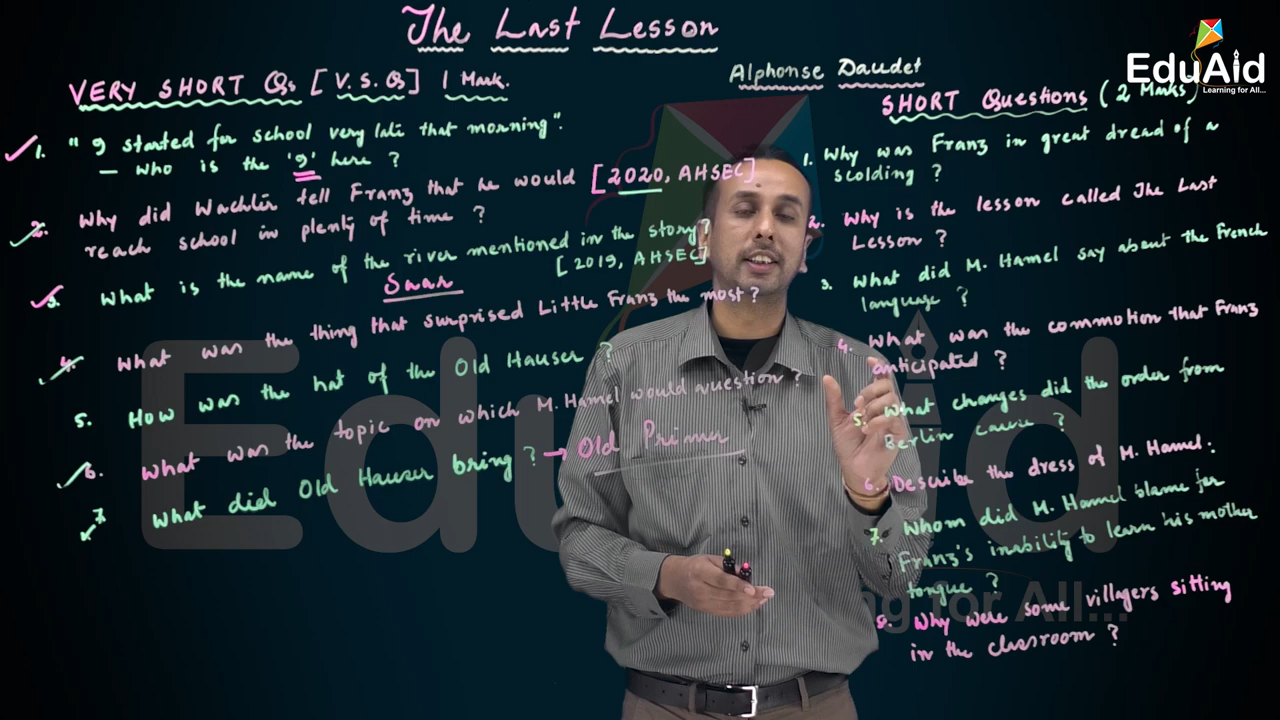 The Last Lesson
Alphonse Daudet
EduAid
Learning for All...
VERY SHORT Qs [V.S.Qs] 1 Mark.
1. "I started for school very late that morning".
— Who is the 'I' here ?
[2020, AHSEC]
2. Why did Wachter tell Franz that he would
reach school in plenty of time ?
3. What is the name of the river mentioned in the story?
[2019, AHSEC]
Saar
4. What was the thing that surprised Little Franz the most ?
5. How was the hat of the Old Hauser ?
6. What was the topic on which M. Hamel would question ?
7. What did Old Hauser bring ? → Old Primer
SHORT Questions (2 Marks)
1. Why was Franz in great dread of a
scolding ?
2. Why is the lesson called The Last
Lesson ?
3. What did M. Hamel say about the French
language ?
4. What was the commotion that Franz
anticipated ?
5. What changes did the order from
Berlin cause ?
6. Describe the dress of M. Hamel.
7. Whom did M. Hamel blame for
Franz's inability to learn his mother
tongue ?
8. Why were some villagers sitting
in the classroom ?
EduAid
ng for All...